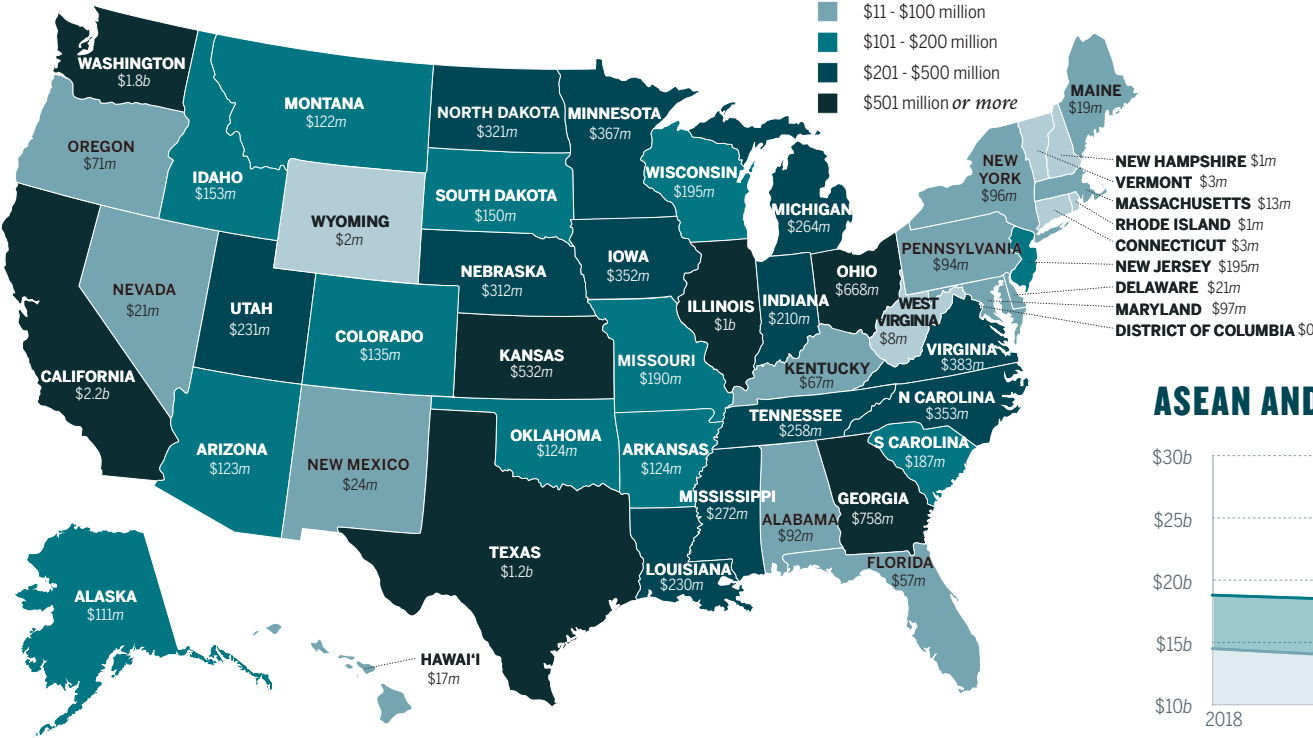 $11 - $100 million
$101 - $200 million
$201 - $500 million
$501 million or more
WASHINGTON
$1.8b
OREGON
$71m
CALIFORNIA
$2.2b
NEVADA
$21m
IDAHO
$153m
MONTANA
$122m
WYOMING
$2m
UTAH
$231m
COLORADO
$135m
ARIZONA
$123m
NEW MEXICO
$24m
NORTH DAKOTA
$321m
SOUTH DAKOTA
$150m
NEBRASKA
$312m
KANSAS
$532m
OKLAHOMA
$124m
TEXAS
$1.2b
MINNESOTA
$367m
IOWA
$352m
MISSOURI
$190m
ARKANSAS
$124m
LOUISIANA
$230m
WISCONSIN
$195m
ILLINOIS
$1b
MICHIGAN
$264m
INDIANA
$210m
OHIO
$668m
KENTUCKY
$67m
TENNESSEE
$258m
MISSISSIPPI
$272m
ALABAMA
$92m
GEORGIA
$758m
FLORIDA
$57m
S CAROLINA
$187m
N CAROLINA
$353m
VIRGINIA
$383m
WEST
VIRGINIA
$8m
PENNSYLVANIA
$94m
NEW
YORK
$96m
MAINE
$19m
NEW HAMPSHIRE $1m
VERMONT $3m
MASSACHUSETTS $13m
RHODE ISLAND $1m
CONNECTICUT $3m
NEW JERSEY $195m
DELAWARE $21m
MARYLAND $97m
DISTRICT OF COLUMBIA $0
ALASKA
$111m
HAWAI‘I
$17m
ASEAN AND
$30b
$25b
$20b
$15b
$10b
2018